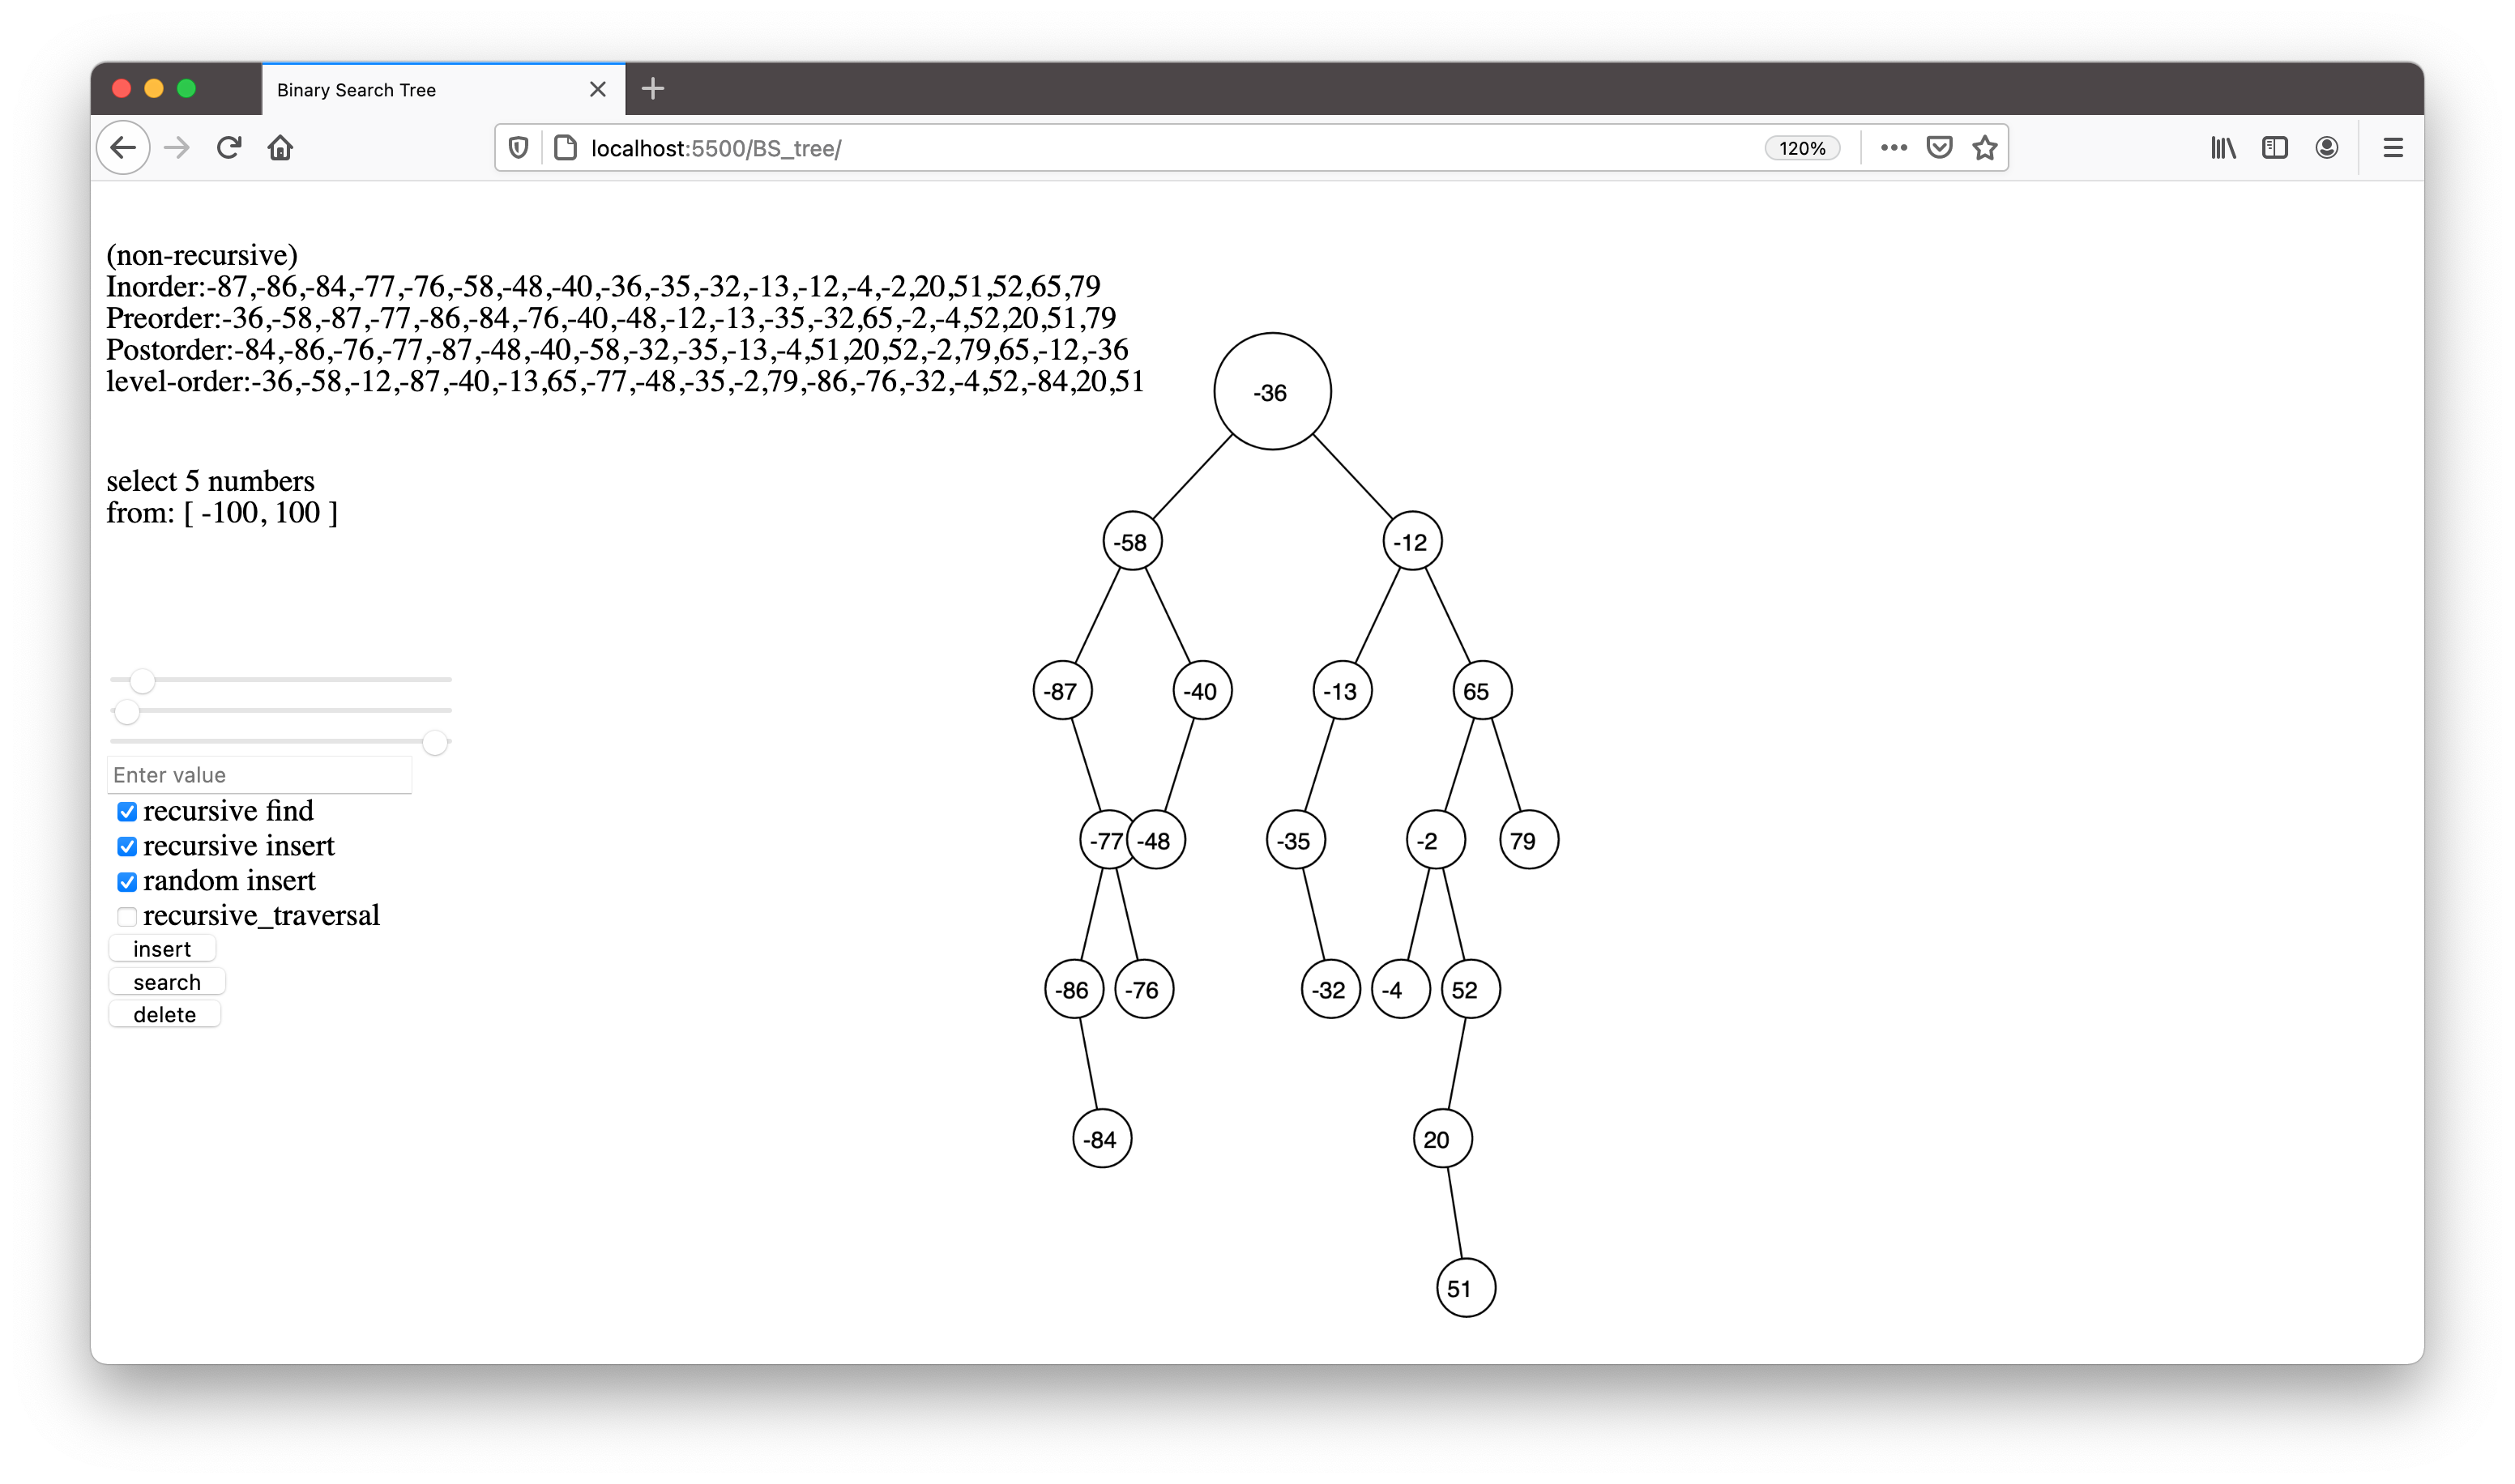 Binary Search Tree
localhost:5500/BS_tree/
120%
(non-recursive)
Inorder:-87,-86,-84,-77,-76,-58,-48,-40,-36,-35,-32,-13,-12,-4,-2,20,51,52,65,79
Preorder:-36,-58,-87,-77,-86,-84,-76,-40,-48,-12,-13,-35,-32,65,-2,-4,52,20,51,79
Postorder:-84,-86,-76,-77,-87,-48,-40,-58,-32,-35,-13,-4,51,20,52,-2,79,65,-12,-36
level-order:-36,-58,-12,-87,-40,-13,65,-77,-48,-35,-2,79,-86,-76,-32,-4,52,-84,20,51
select 5 numbers
from: [ -100, 100 ]
Enter value
recursive find
recursive insert
random insert
recursive_traversal
insert
search
delete
-36
-58 -12
-87 -40 -13 65
-77 -48 -35 -2 79
-86 -76 -32 -4 52
-84 20
51